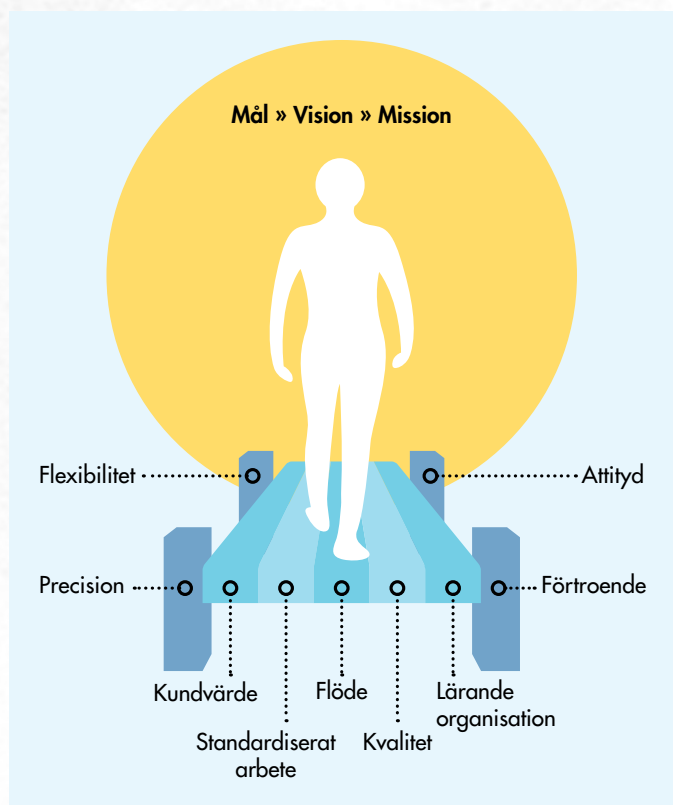 Mål » Vision » Mission
Flexibilitet
Attityd
Precision
Förtroende
Kundvärde
Flöde
Lärande
organisation
Standardiserat
arbete
Kvalitet